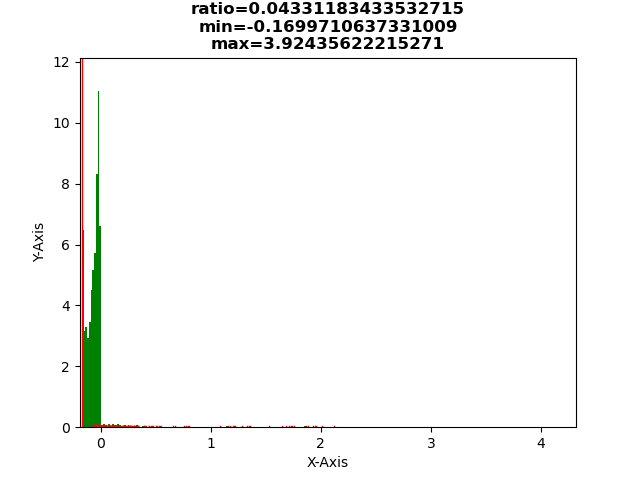 ratio=0.04331183433532715
min=-0.1699710637331009
max=3.92435622215271
12
10
8
6
4
2
0
Y-Axis
0
1
2
3
4
X-Axis